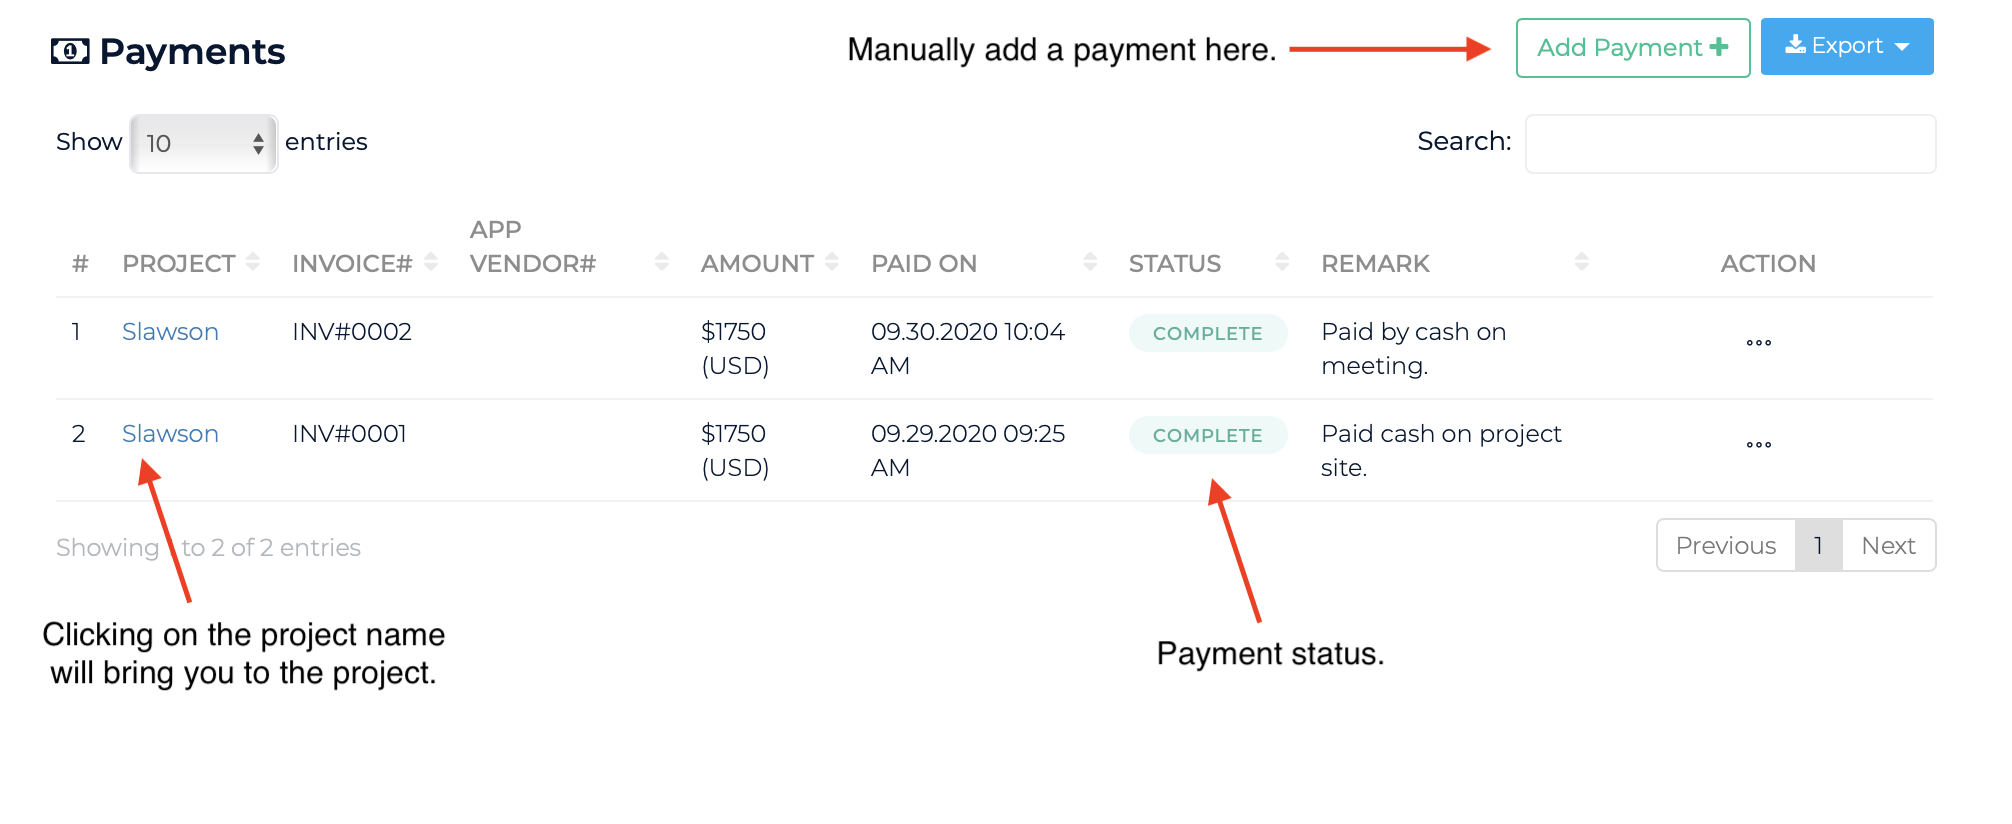 Payments
Manually add a payment here.
Add Payment
Export
Show 10 entries
Search:
# PROJECT INVOICE# APP VENDOR# AMOUNT PAID ON STATUS REMARK ACTION
1 Slawson INV#0002 $1750 (USD) 09.30.2020 10:04 AM COMPLETE Paid by cash on meeting.
2 Slawson INV#0001 $1750 (USD) 09.29.2020 09:25 AM COMPLETE Paid cash on project site.
Showing to 2 of 2 entries
Previous 1 Next
Clicking on the project name
will bring you to the project.
Payment status.